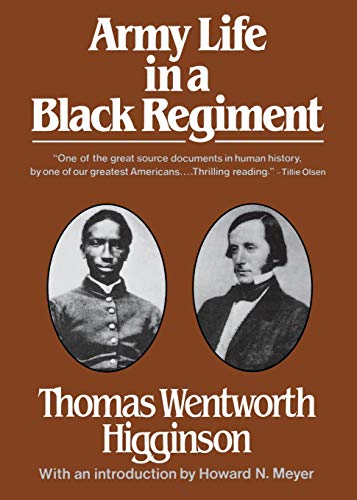 Army Life
in a
Black Regiment
“One of the great source documents in human history,
by one of our greatest Americans....Thrilling reading.” –Tillie Olsen
Thomas Wentworth
Higginson
With an introduction by Howard N. Meyer